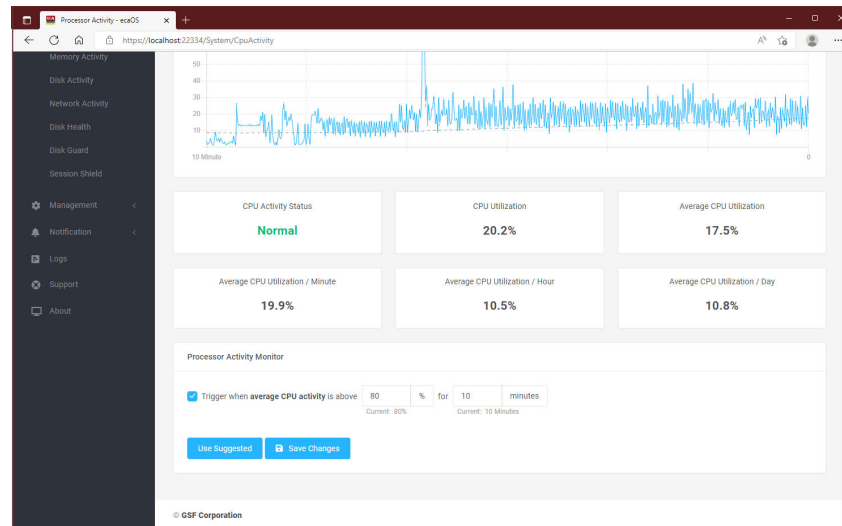 Processor Activity - ecaOS
https://localhost:22334/System/CpuActivity
Memory Activity
Disk Activity
Network Activity
Disk Health
Disk Guard
Session Shield
Management
Notification
Logs
Support
About
50
40
30
20
10
10 Minute 0
CPU Activity Status
Normal
CPU Utilization
20.2%
Average CPU Utilization
17.5%
Average CPU Utilization / Minute
19.9%
Average CPU Utilization / Hour
10.5%
Average CPU Utilization / Day
10.8%
Processor Activity Monitor
Trigger when average CPU activity is above 80 % for 10 minutes
Current: 80% Current: 10 Minutes
Use Suggested Save Changes
© GSF Corporation